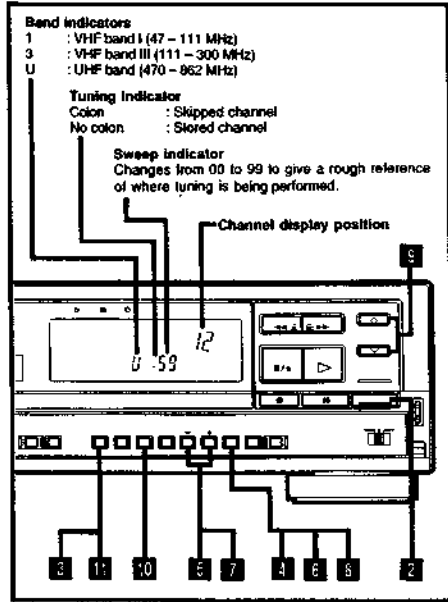 Band indicators
1 : VHF band I (47 – 111 MHz)
3 : VHF band III (111 – 300 MHz)
U : UHF band (470 – 862 MHz)
Tuning Indicator
Colon : Skipped channel
No colon : Stored channel
Sweep indicator
Changes from 00 to 99 to give a rough reference
of where tuning is being performed.
Channel display position
9
12
U :59
3 11 10 5 7 4 6 8 2